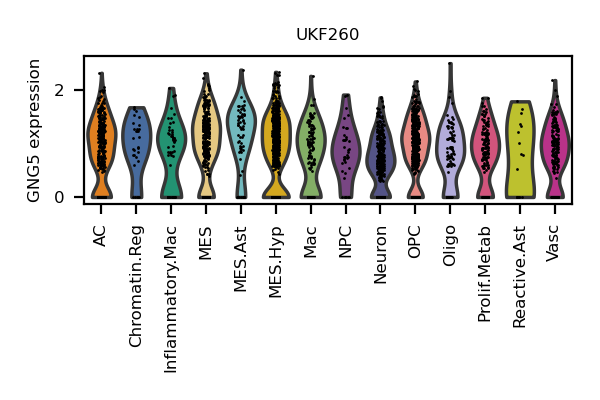 UKF260
GNG5 expression
2
0
AC
Chromatin.Reg
Inflammatory.Mac
MES
MES.Ast
MES.Hyp
Mac
NPC
Neuron
OPC
Oligo
Prolif.Metab
Reactive.Ast
Vasc